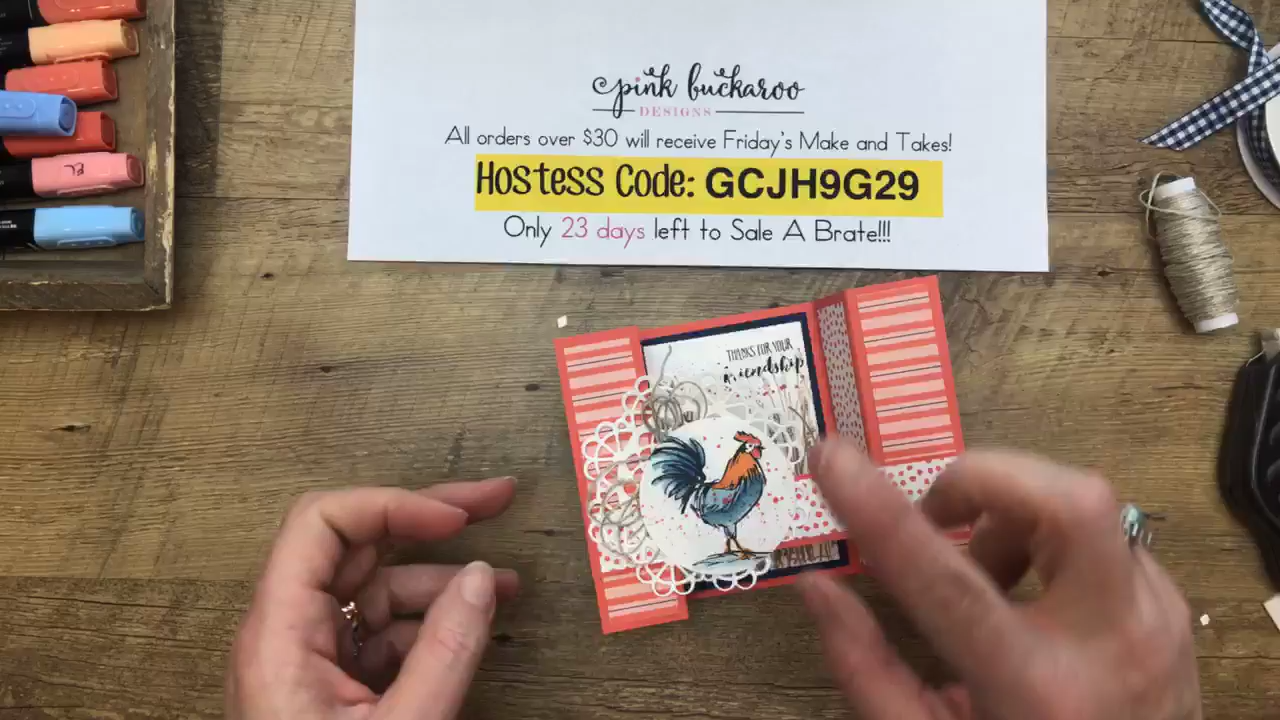 pink buckaroo
DESIGNS
All orders over $30 will receive Friday's Make and Takes!
Hostess Code: GCJH9G29
Only 23 days left to Sale A Brate!!!
THANKS FOR YOUR
friendship